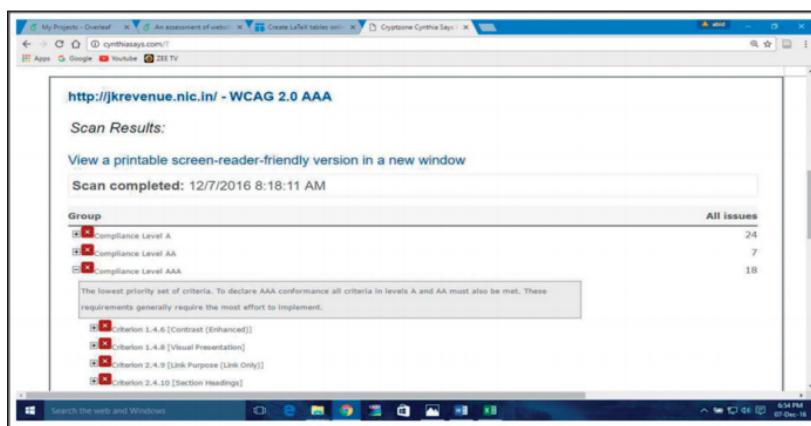 My Projects - Overleaf
An assessment of websit
Create LaTeX tables onlin
Cryptzone Cynthia Says -
cynthiasays.com/?
Apps
Google
Youtube
ZEE TV
http://jkrevenue.nic.in/ - WCAG 2.0 AAA
Scan Results:
View a printable screen-reader-friendly version in a new window
Scan completed: 12/7/2016 8:18:11 AM
Group All issues
Compliance Level A 24
Compliance Level AA 7
Compliance Level AAA 18
The lowest priority set of criteria. To declare AAA conformance all criteria in levels A and AA must also be met. These
requirements generally require the most effort to implement.
Criterion 1.4.6 [Contrast (Enhanced)]
Criterion 1.4.8 [Visual Presentation]
Criterion 2.4.9 [Link Purpose (Link Only)]
Criterion 2.4.10 [Section Headings]
Search the web and Windows
6:54 PM
07-Dec-16